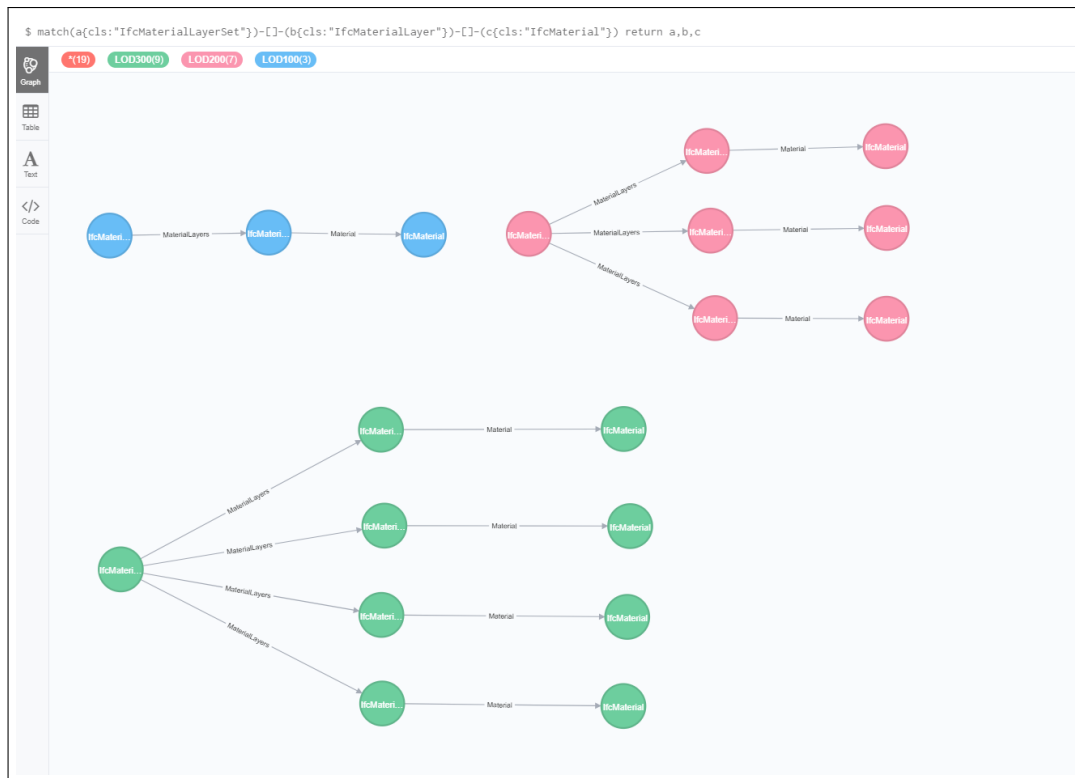 $ match(a{cls:"IfcMaterialLayerSet"})-[]-(b{cls:"IfcMaterialLayer"})-[]-(c{cls:"IfcMaterial"}) return a,b,c
*(19) LOD300(9) LOD200(7) LOD100(3)
Graph
Table
A
Text
</>
Code
IfcMateri... MaterialLayers IfcMateri... Material IfcMaterial
IfcMateri... Material IfcMaterial
MaterialLayers
IfcMateri... MaterialLayers IfcMateri... Material IfcMaterial
MaterialLayers
IfcMateri... Material IfcMaterial
IfcMateri... Material IfcMaterial
MaterialLayers
IfcMateri... Material IfcMaterial
MaterialLayers
IfcMateri...
MaterialLayers
IfcMateri... Material IfcMaterial
MaterialLayers
IfcMateri... Material IfcMaterial